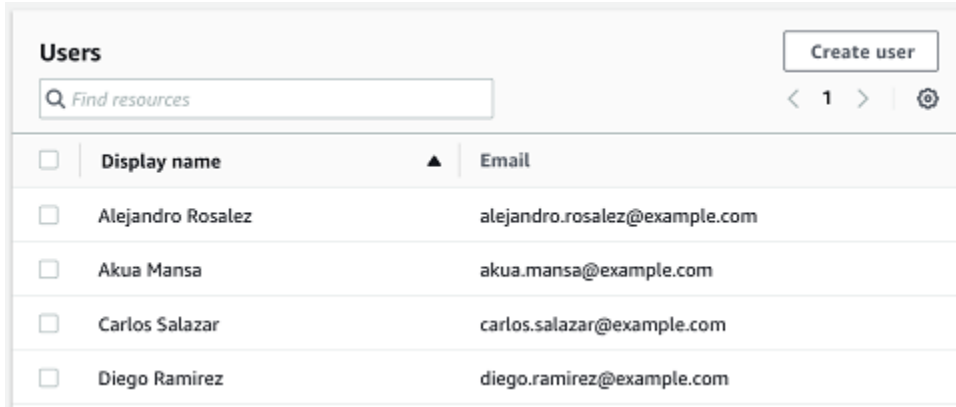 Users
Create user
Find resources
1
Display name Email
Alejandro Rosalez alejandro.rosalez@example.com
Akua Mansa akua.mansa@example.com
Carlos Salazar carlos.salazar@example.com
Diego Ramirez diego.ramirez@example.com